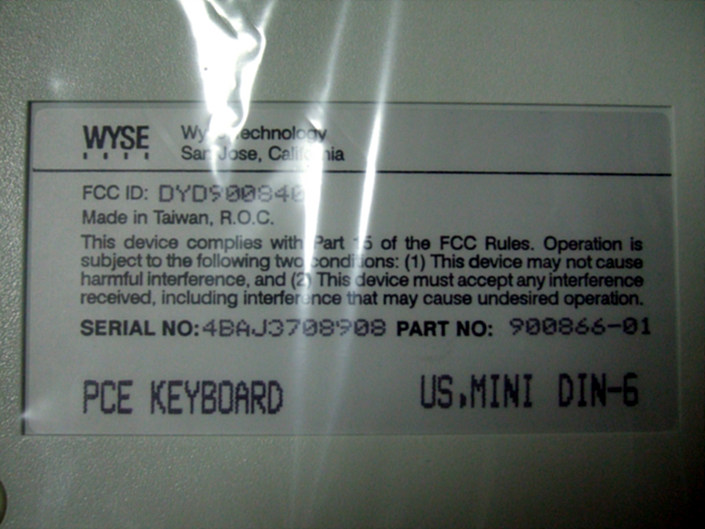 WYSE
Wyse Technology
San Jose, California
FCC ID: DYD900840
Made in Taiwan, R.O.C.
This device complies with Part 15 of the FCC Rules. Operation is
subject to the following two conditions: (1) This device may not cause
harmful interference, and (2) This device must accept any interference
received, including interference that may cause undesired operation.
SERIAL NO:4BAJ3708908 PART NO: 900866-01
PCE KEYBOARD US,MINI DIN-6